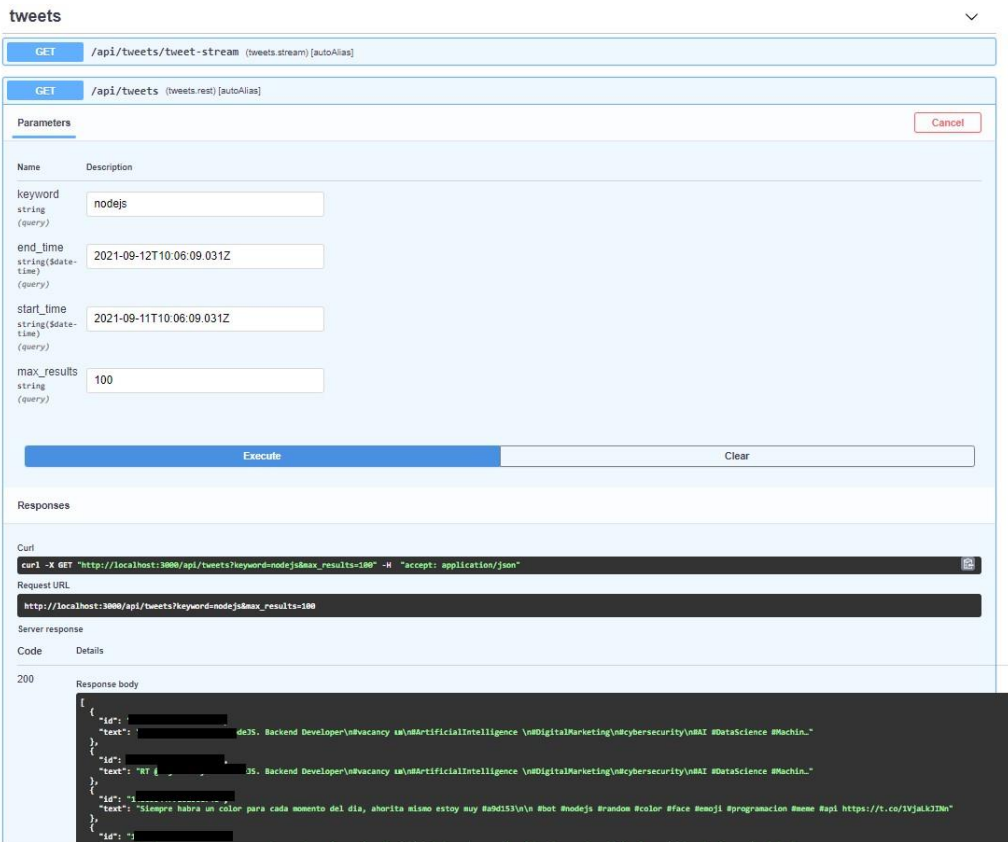 tweets
GET /api/tweets/tweet-stream (tweets.stream) [autoAlias]
GET /api/tweets (tweets.rest) [autoAlias]
Parameters
Cancel
Name Description
keyword
string
(query)
nodejs
end_time
string($date-
time)
(query)
2021-09-12T10:06:09.031Z
start_time
string($date-
time)
(query)
2021-09-11T10:06:09.031Z
max_results
string
(query)
100
Execute Clear
Responses
Curl
curl -X GET "http://localhost:3000/api/tweets?keyword=nodejs&max_results=100" -H "accept: application/json"
Request URL
http://localhost:3000/api/tweets?keyword=nodejs&max_results=100
Server response
Code Details
200
Response body
[
{
"id": "
"text": " deJS. Backend Developer\n#vacancy \n#ArtificialIntelligence \n#DigitalMarketing\n#cybersecurity\n#AI #DataScience #Machin…"
},
{
"id":
"text": "RT JS. Backend Developer\n#vacancy \n#ArtificialIntelligence \n#DigitalMarketing\n#cybersecurity\n#AI #DataScience #Machin…"
},
{
"id": "1
"text": "Siempre habra un color para cada momento del dia, ahorita mismo estoy muy #a9d153\n\n #bot #nodejs #random #color #face #emoji #programacion #meme #api https://t.co/1VjaLkJINn"
},
{
"id": "1